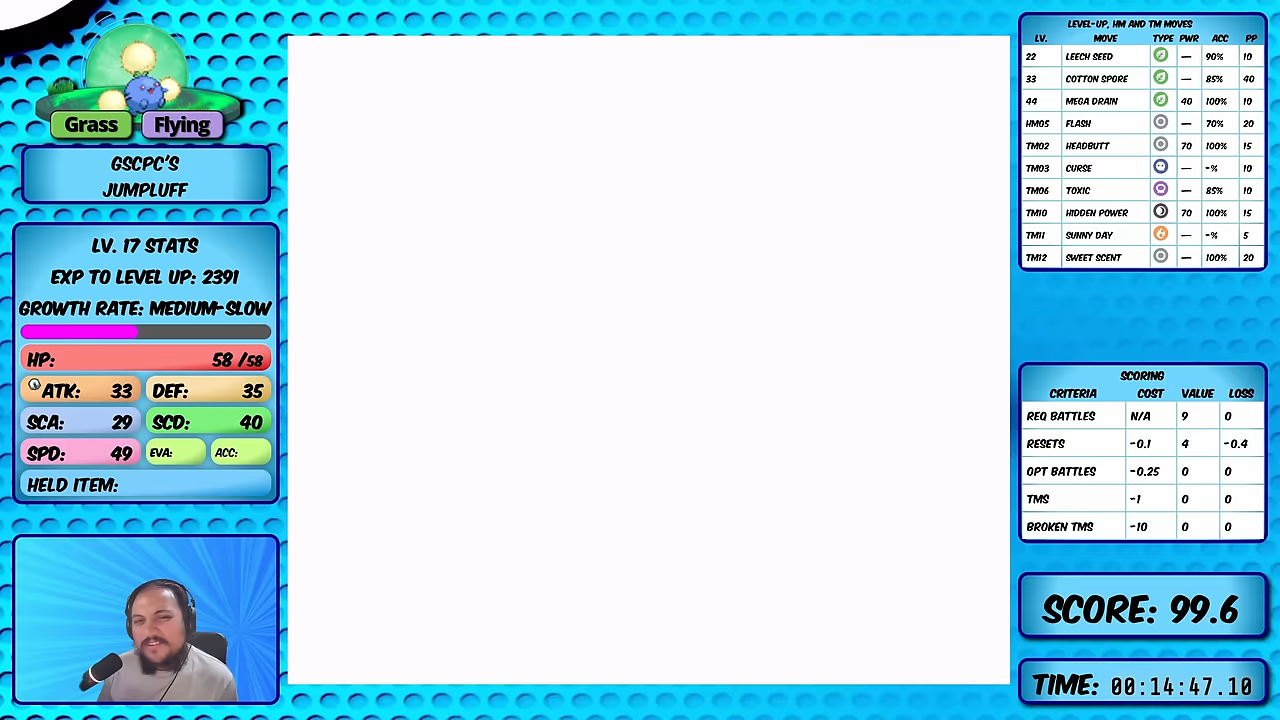 Grass Flying
GSCPC'S
JUMPLUFF
LV. 17 STATS
EXP TO LEVEL UP: 2391
GROWTH RATE: MEDIUM-SLOW
HP: 58 /58
ATK: 33 DEF: 35
SCA: 29 SCD: 40
SPD: 49 EVA: ACC:
HELD ITEM:
LEVEL-UP, HM AND TM MOVES
LV. MOVE TYPE PWR ACC PP
22 LEECH SEED — 90% 10
33 COTTON SPORE — 85% 40
44 MEGA DRAIN 40 100% 10
HM05 FLASH — 70% 20
TM02 HEADBUTT 70 100% 15
TM03 CURSE — -% 10
TM06 TOXIC — 85% 10
TM10 HIDDEN POWER 70 100% 15
TM11 SUNNY DAY — -% 5
TM12 SWEET SCENT — 100% 20
SCORING
CRITERIA COST VALUE LOSS
REQ BATTLES N/A 9 0
RESETS -0.1 4 -0.4
OPT BATTLES -0.25 0 0
TMS -1 0 0
BROKEN TMS -10 0 0
SCORE: 99.6
TIME: 00:14:47.10